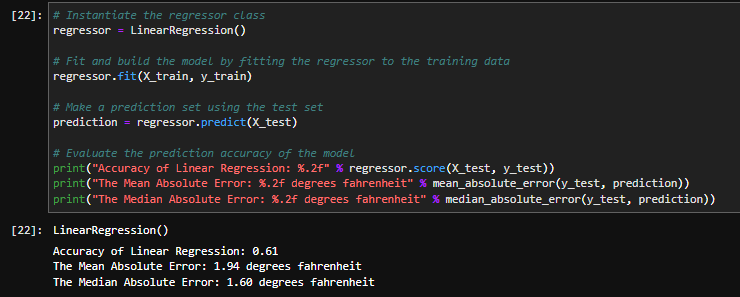 [22]: # Instantiate the regressor class
regressor = LinearRegression()
# Fit and build the model by fitting the regressor to the training data
regressor.fit(X_train, y_train)
# Make a prediction set using the test set
prediction = regressor.predict(X_test)
# Evaluate the prediction accuracy of the model
print("Accuracy of Linear Regression: %.2f" % regressor.score(X_test, y_test))
print("The Mean Absolute Error: %.2f degrees fahrenheit" % mean_absolute_error(y_test, prediction))
print("The Median Absolute Error: %.2f degrees fahrenheit" % median_absolute_error(y_test, prediction))
[22]: LinearRegression()
Accuracy of Linear Regression: 0.61
The Mean Absolute Error: 1.94 degrees fahrenheit
The Median Absolute Error: 1.60 degrees fahrenheit